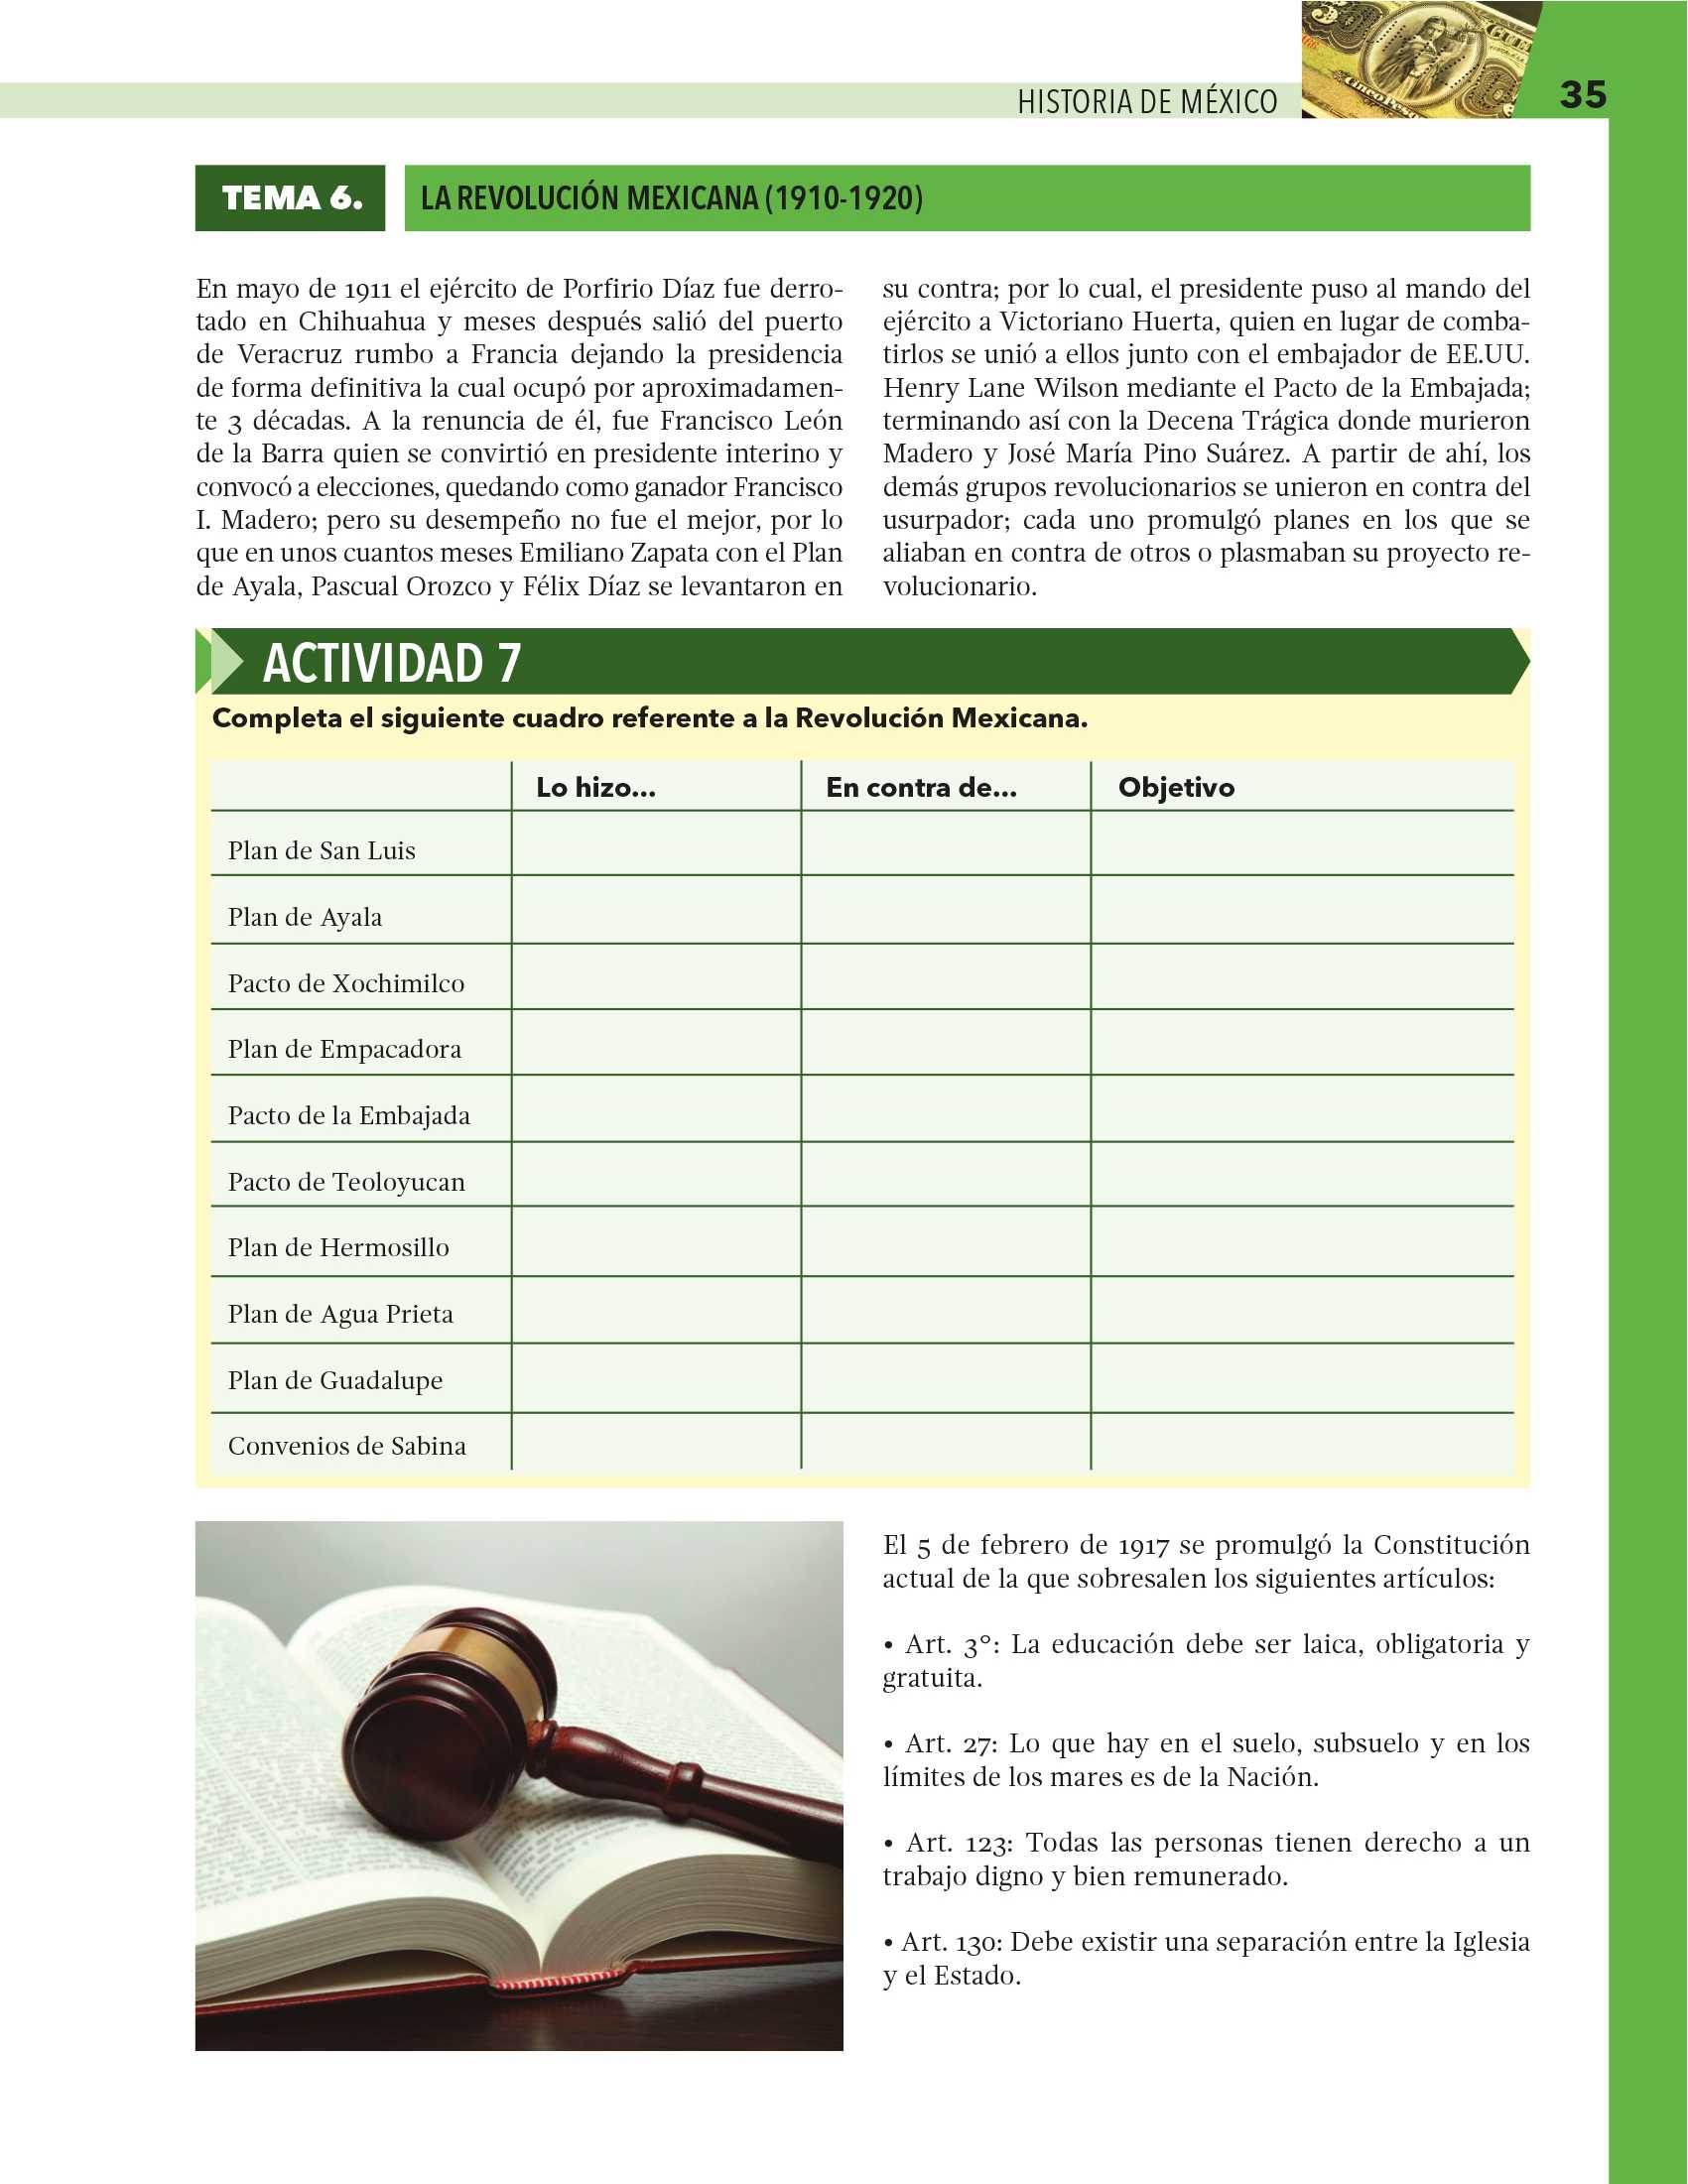 HISTORIA DE MÉXICO
35
TEMA 6.
LA REVOLUCIÓN MEXICANA (1910-1920)
En mayo de 1911 el ejército de Porfirio Díaz fue derro-
tado en Chihuahua y meses después salió del puerto
de Veracruz rumbo a Francia dejando la presidencia
de forma definitiva la cual ocupó por aproximadamen-
te 3 décadas. A la renuncia de él, fue Francisco León
de la Barra quien se convirtió en presidente interino y
convocó a elecciones, quedando como ganador Francisco
I. Madero; pero su desempeño no fue el mejor, por lo
que en unos cuantos meses Emiliano Zapata con el Plan
de Ayala, Pascual Orozco y Félix Díaz se levantaron en
su contra; por lo cual, el presidente puso al mando del
ejército a Victoriano Huerta, quien en lugar de comba-
tirlos se unió a ellos junto con el embajador de EE.UU.
Henry Lane Wilson mediante el Pacto de la Embajada;
terminando así con la Decena Trágica donde murieron
Madero y José María Pino Suárez. A partir de ahí, los
demás grupos revolucionarios se unieron en contra del
usurpador; cada uno promulgó planes en los que se
aliaban en contra de otros o plasmaban su proyecto re-
volucionario.
ACTIVIDAD 7
Completa el siguiente cuadro referente a la Revolución Mexicana.
Lo hizo... En contra de... Objetivo
Plan de San Luis
Plan de Ayala
Pacto de Xochimilco
Plan de Empacadora
Pacto de la Embajada
Pacto de Teoloyucan
Plan de Hermosillo
Plan de Agua Prieta
Plan de Guadalupe
Convenios de Sabina
El 5 de febrero de 1917 se promulgó la Constitución
actual de la que sobresalen los siguientes artículos:
• Art. 3°: La educación debe ser laica, obligatoria y
gratuita.
• Art. 27: Lo que hay en el suelo, subsuelo y en los
límites de los mares es de la Nación.
• Art. 123: Todas las personas tienen derecho a un
trabajo digno y bien remunerado.
• Art. 130: Debe existir una separación entre la Iglesia
y el Estado.